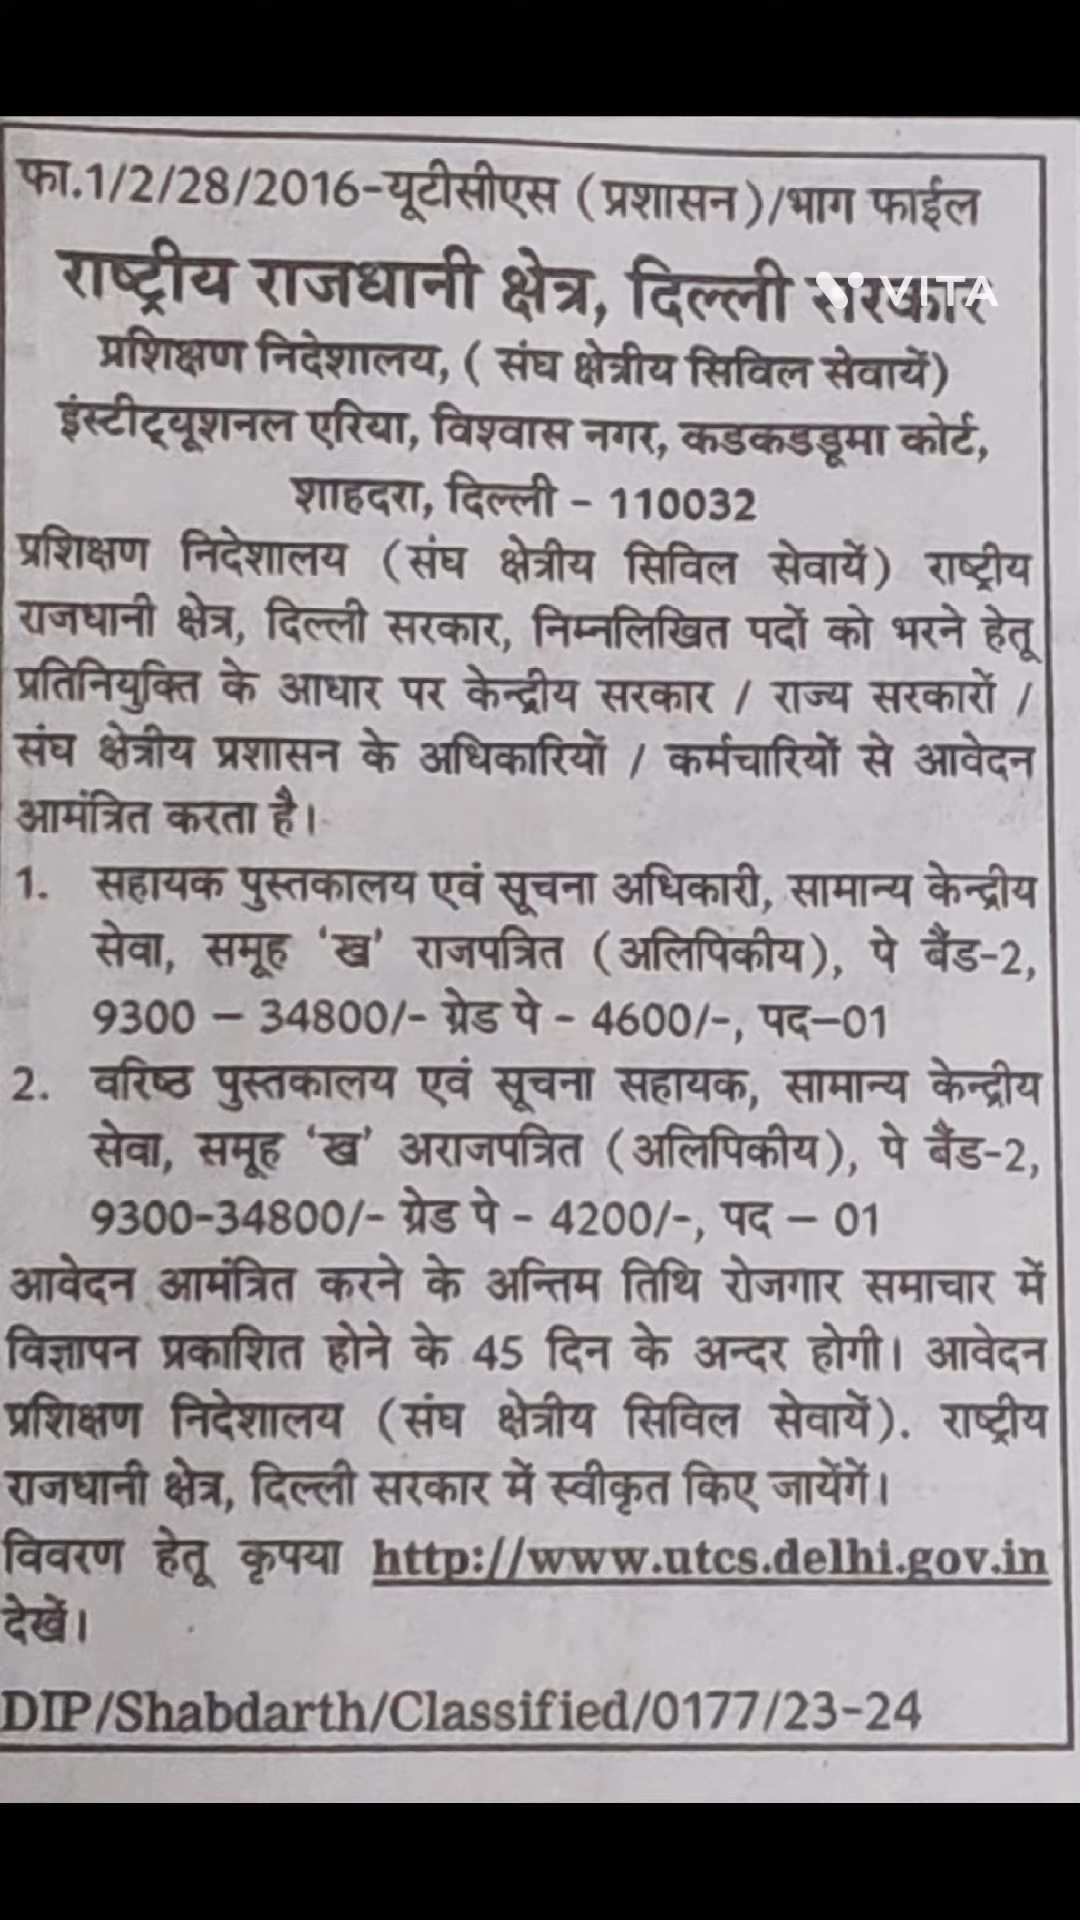 फा.1/2/28/2016-यूटीसीएस (प्रशासन)/भाग फाईल
राष्ट्रीय राजधानी क्षेत्र, दिल्ली सरकार
VITA
प्रशिक्षण निदेशालय, ( संघ क्षेत्रीय सिविल सेवायें)
इंस्टीट्यूशनल एरिया, विश्वास नगर, कडकडडूमा कोर्ट,
शाहदरा, दिल्ली - 110032
प्रशिक्षण निदेशालय (संघ क्षेत्रीय सिविल सेवायें) राष्ट्रीय
राजधानी क्षेत्र, दिल्ली सरकार, निम्नलिखित पदों को भरने हेतू
प्रतिनियुक्ति के आधार पर केन्द्रीय सरकार / राज्य सरकारों /
संघ क्षेत्रीय प्रशासन के अधिकारियों / कर्मचारियों से आवेदन
आमंत्रित करता है।
1. सहायक पुस्तकालय एवं सूचना अधिकारी, सामान्य केन्द्रीय
सेवा, समूह ‘ख’ राजपत्रित (अलिपिकीय), पे बैंड-2,
9300 – 34800/- ग्रेड पे - 4600/-, पद–01
2. वरिष्ठ पुस्तकालय एवं सूचना सहायक, सामान्य केन्द्रीय
सेवा, समूह ‘ख’ अराजपत्रित (अलिपिकीय), पे बैंड-2,
9300-34800/- ग्रेड पे - 4200/-, पद – 01
आवेदन आमंत्रित करने के अन्तिम तिथि रोजगार समाचार में
विज्ञापन प्रकाशित होने के 45 दिन के अन्दर होगी। आवेदन
प्रशिक्षण निदेशालय (संघ क्षेत्रीय सिविल सेवायें). राष्ट्रीय
राजधानी क्षेत्र, दिल्ली सरकार में स्वीकृत किए जायेंगें।
विवरण हेतू कृपया http://www.utcs.delhi.gov.in
देखें।
DIP/Shabdarth/Classified/0177/23-24